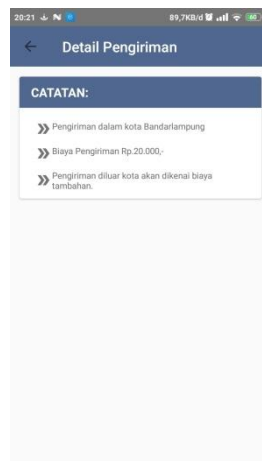 20:21 89,7KB/d 60
Detail Pengiriman
CATATAN:
Pengiriman dalam kota Bandarlampung
Biaya Pengiriman Rp.20.000,-
Pengiriman diluar kota akan dikenai biaya
tambahan.